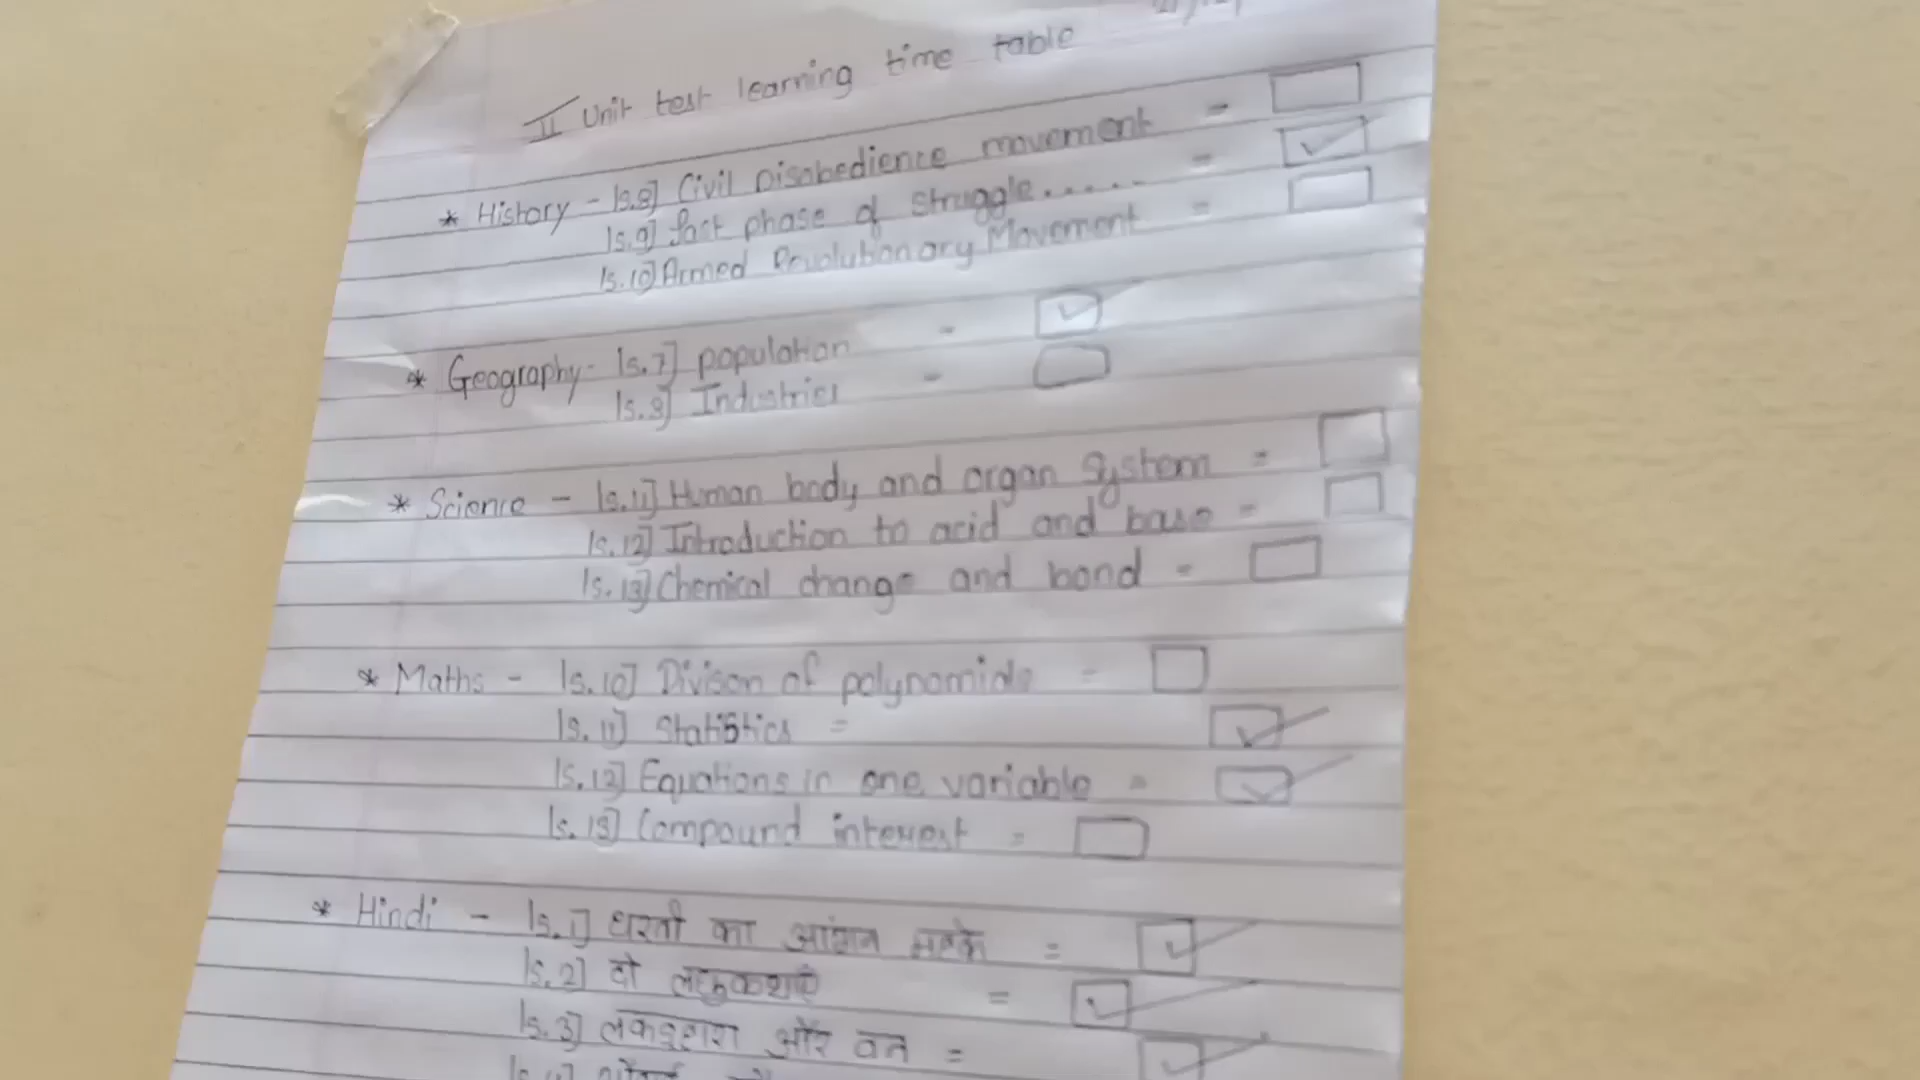 II Unit test learning time table
* History - ls.8] Civil Disobedience movement -
ls.9] last phase of struggle..... -
ls.10] Armed Revolutionary Movement =
* Geography - ls.7] population -
ls.8] Industries -
* Science - ls.11] Human body and organ System =
ls.12] Introduction to acid and base -
ls.13] Chemical change and bond -
* Maths - ls.10] Divison of =
ls.11] Statistics =
ls.12] Equations in one variable =
ls.13] Compound interest =
* Hindi - ls.1] धरती का आंगन महके =
ls.2] दो लघुकथाएँ =
ls.3] लकड़हारा और वन =